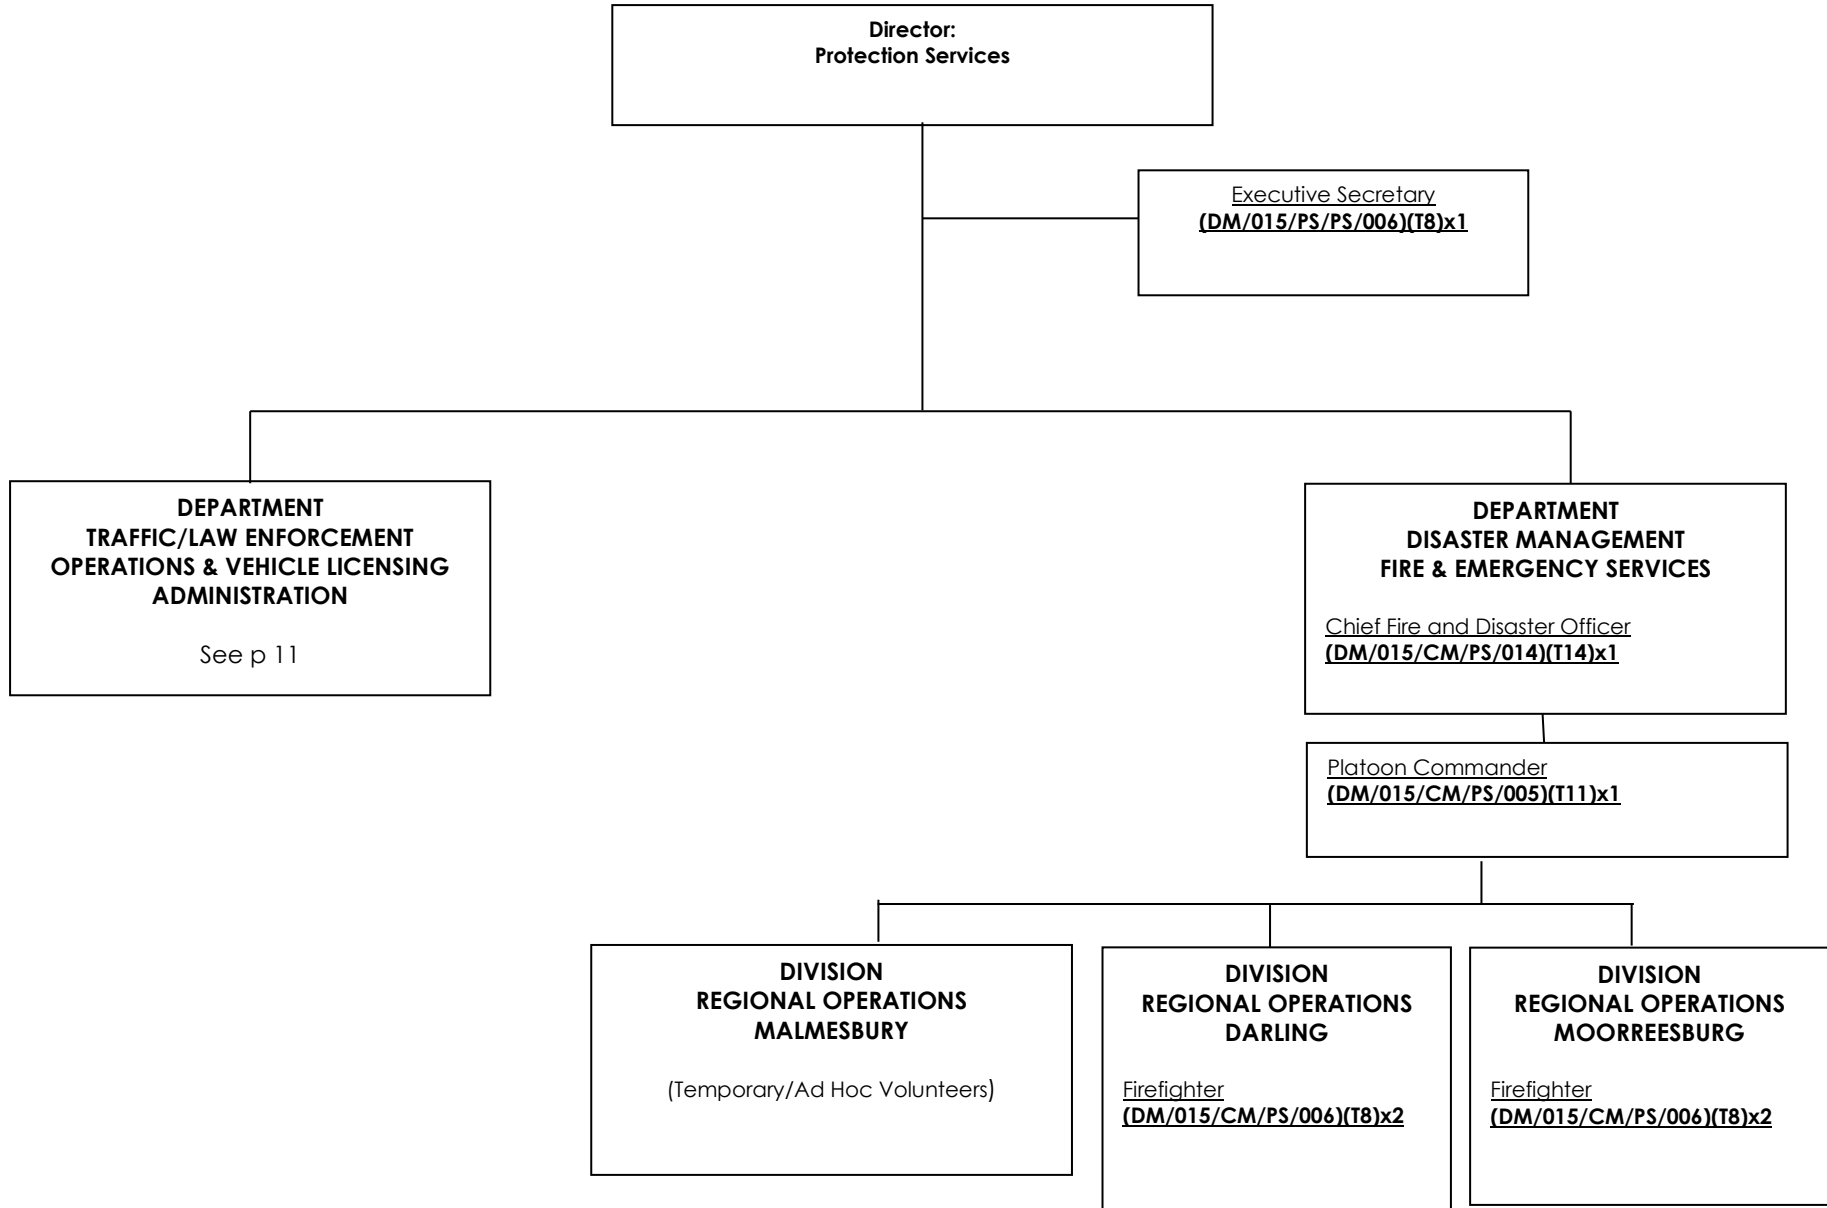 Director:
Protection Services
Executive Secretary
(DM/015/PS/PS/006)(T8)x1
DEPARTMENT
TRAFFIC/LAW ENFORCEMENT
OPERATIONS & VEHICLE LICENSING
ADMINISTRATION
See p 11
DEPARTMENT
DISASTER MANAGEMENT
FIRE & EMERGENCY SERVICES
Chief Fire and Disaster Officer
(DM/015/CM/PS/014)(T14)x1
Platoon Commander
(DM/015/CM/PS/005)(T11)x1
DIVISION
REGIONAL OPERATIONS
MALMESBURY
(Temporary/Ad Hoc Volunteers)
DIVISION
REGIONAL OPERATIONS
DARLING
Firefighter
(DM/015/CM/PS/006)(T8)x2
DIVISION
REGIONAL OPERATIONS
MOORREESBURG
Firefighter
(DM/015/CM/PS/006)(T8)x2